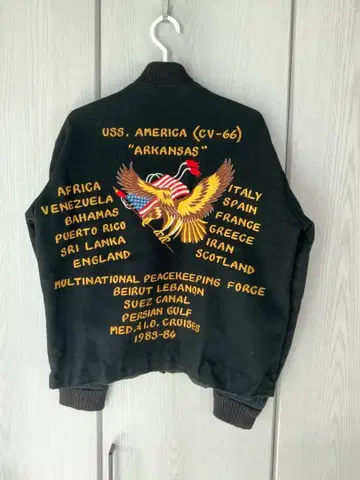 USS. AMERICA (CV-66)
"ARKANSAS"
AFRICA
VENEZUELA
BAHAMAS
PUERTO RICO
SRI LANKA
ENGLAND
ITALY
SPAIN
FRANCE
GREECE
IRAN
SCOTLAND
MULTINATIONAL PEACEKEEPING FORCE
BEIRUT LEBANON
SUEZ CANAL
PERSIAN GULF
MED. & I.O. CRUISES
1983-84